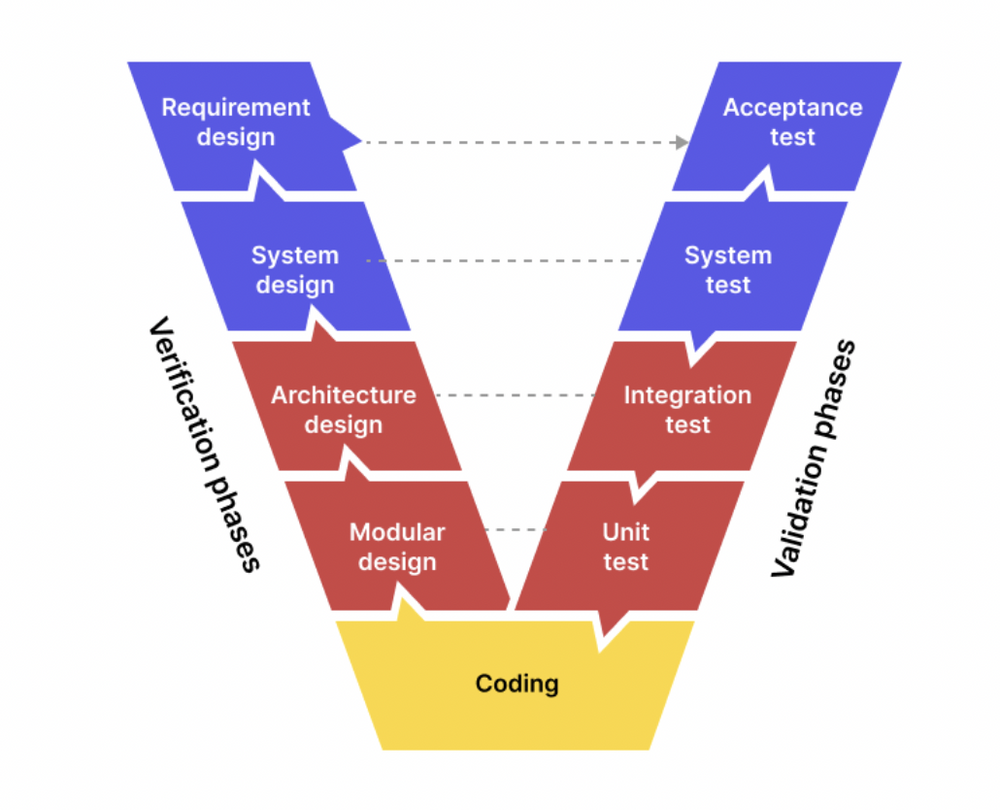 Requirement
design
Acceptance
test
System
design
System
test
Verification phases
Architecture
design
Integration
test
Validation phases
Modular
design
Unit
test
Coding